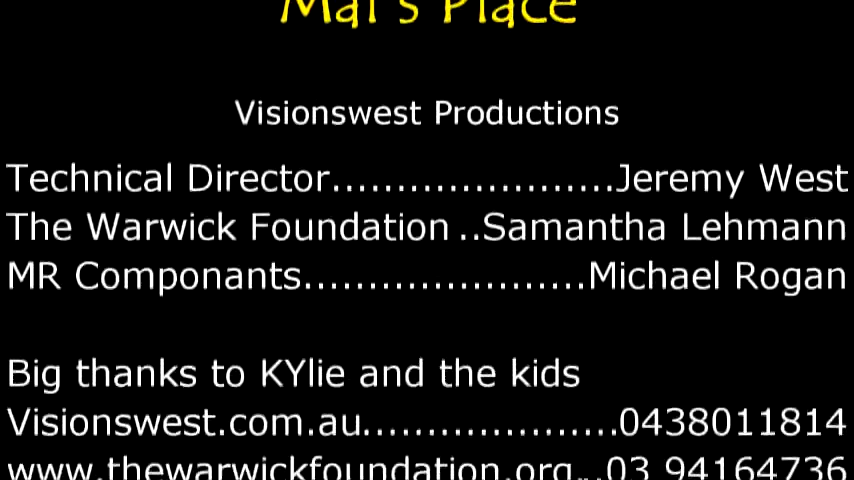 Mal's Place
Visionswest Productions
Technical Director......................Jeremy West
The Warwick Foundation ..Samantha Lehmann
MR Componants......................Michael Rogan
Big thanks to KYlie and the kids
Visionswest.com.au....................0438011814
www.thewarwickfoundation.org...03 94164736